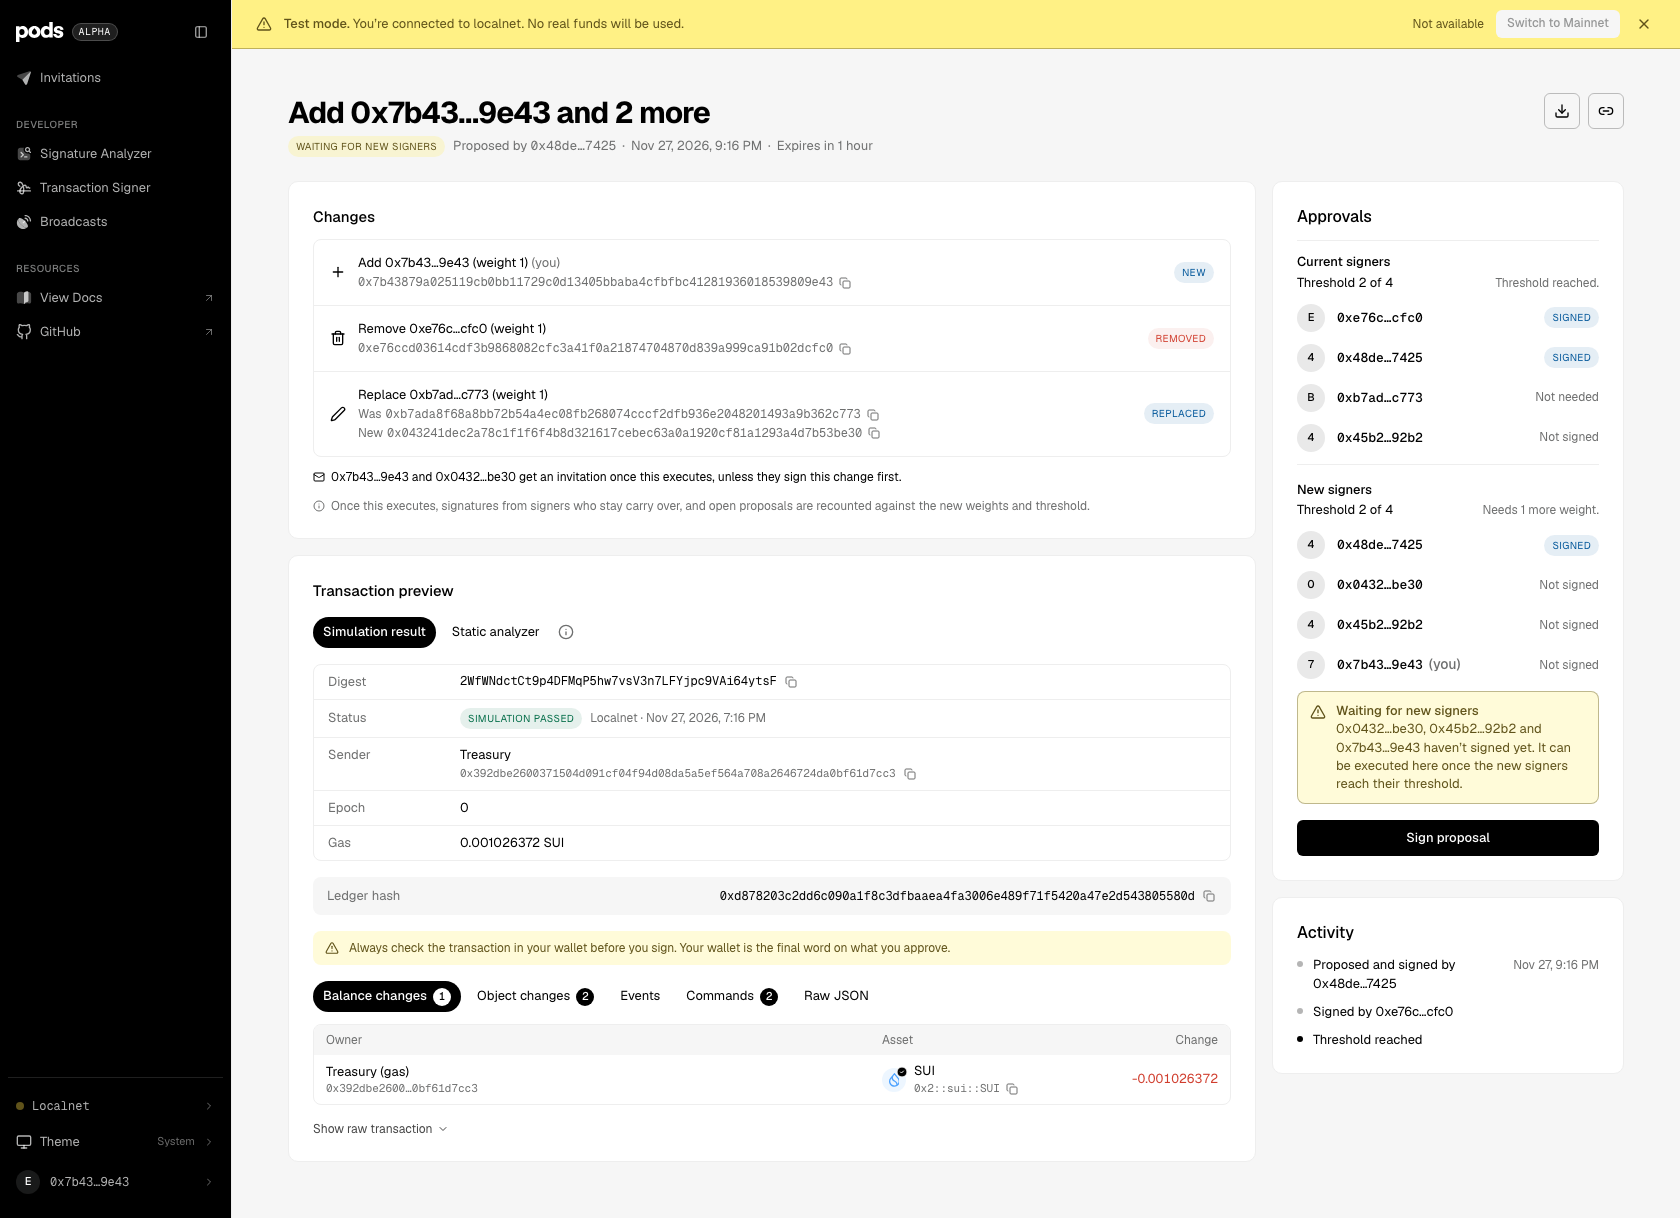 pods ALPHA
Invitations
DEVELOPER
Signature Analyzer
Transaction Signer
Broadcasts
RESOURCES
View Docs
GitHub
Localnet
Theme System
E 0x7b43…9e43
Test mode. You're connected to localnet. No real funds will be used.
Not available Switch to Mainnet
Add 0x7b43…9e43 and 2 more
WAITING FOR NEW SIGNERS Proposed by 0x48de…7425 · Nov 27, 2026, 9:16 PM · Expires in 1 hour
Changes
Add 0x7b43…9e43 (weight 1) (you)
0x7b43879a025119cb0bb11729c0d13405bbaba4cfbfbc41281936018539809e43
NEW
Remove 0xe76c…cfc0 (weight 1)
0xe76ccd03614cdf3b9868082cfc3a41f0a21874704870d839a999ca91b02dcfc0
REMOVED
Replace 0xb7ad…c773 (weight 1)
Was 0xb7ada8f68a8bb72b54a4ec08fb268074cccf2dfb936e2048201493a9b362c773
New 0x043241dec2a78c1f1f6f4b8d321617cebec63a0a1920cf81a1293a4d7b53be30
REPLACED
0x7b43…9e43 and 0x0432…be30 get an invitation once this executes, unless they sign this change first.
Once this executes, signatures from signers who stay carry over, and open proposals are recounted against the new weights and threshold.
Transaction preview
Simulation result Static analyzer
Digest 2WfWNdctCt9p4DFMqP5hw7vsV3n7LFYjpc9VAi64ytsF
Status SIMULATION PASSED Localnet · Nov 27, 2026, 7:16 PM
Sender Treasury
0x392dbe2600371504d091cf04f94d08da5a5ef564a708a2646724da0bf61d7cc3
Epoch 0
Gas 0.001026372 SUI
Ledger hash 0xd878203c2dd6c090a1f8c3dfbaaea4fa3006e489f71f5420a47e2d543805580d
Always check the transaction in your wallet before you sign. Your wallet is the final word on what you approve.
Balance changes 1 Object changes 2 Events Commands 2 Raw JSON
Owner Asset Change
Treasury (gas)
0x392dbe2600…0bf61d7cc3
SUI
0x2::sui::SUI
-0.001026372
Show raw transaction
Approvals
Current signers
Threshold 2 of 4 Threshold reached.
E 0xe76c…cfc0 SIGNED
4 0x48de…7425 SIGNED
B 0xb7ad…c773 Not needed
4 0x45b2…92b2 Not signed
New signers
Threshold 2 of 4 Needs 1 more weight.
4 0x48de…7425 SIGNED
0 0x0432…be30 Not signed
4 0x45b2…92b2 Not signed
7 0x7b43…9e43 (you) Not signed
Waiting for new signers
0x0432…be30, 0x45b2…92b2 and
0x7b43…9e43 haven't signed yet. It can
be executed here once the new signers
reach their threshold.
Sign proposal
Activity
Proposed and signed by Nov 27, 9:16 PM
0x48de…7425
Signed by 0xe76c…cfc0
Threshold reached